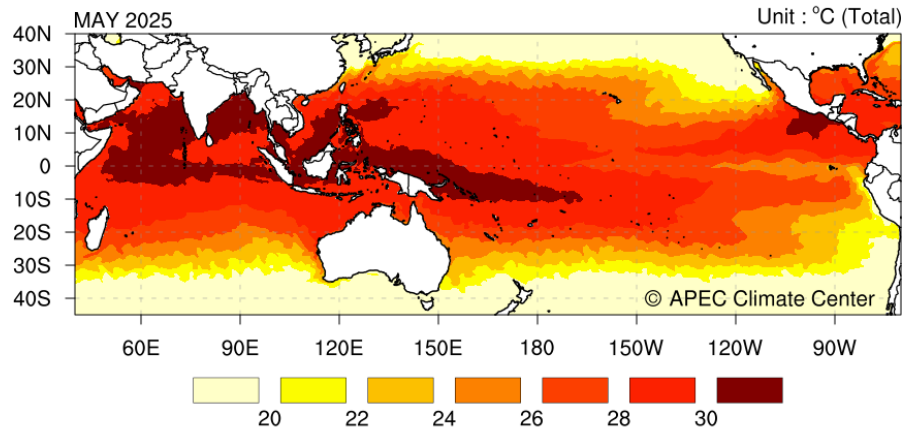 MAY 2025
Unit : °C (Total)
40N
30N
20N
10N
0
10S
20S
30S
40S
© APEC Climate Center
60E 90E 120E 150E 180 150W 120W 90W
20 22 24 26 28 30